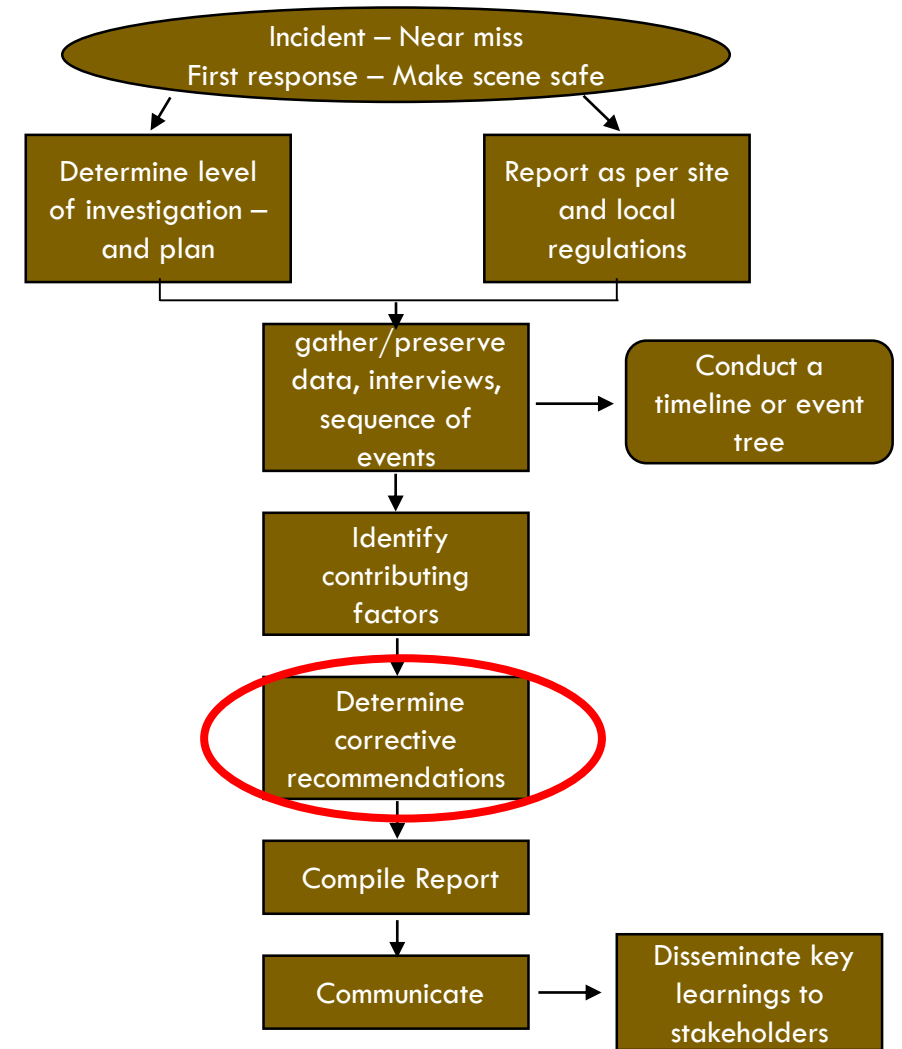 Incident – Near miss
First response – Make scene safe
Determine level
of investigation –
and plan
Report as per site
and local
regulations
gather/preserve
data, interviews,
sequence of
events
Conduct a
timeline or event
tree
Identify
contributing
factors
Determine
corrective
recommendations
Compile Report
Communicate
Disseminate key
learnings to
stakeholders